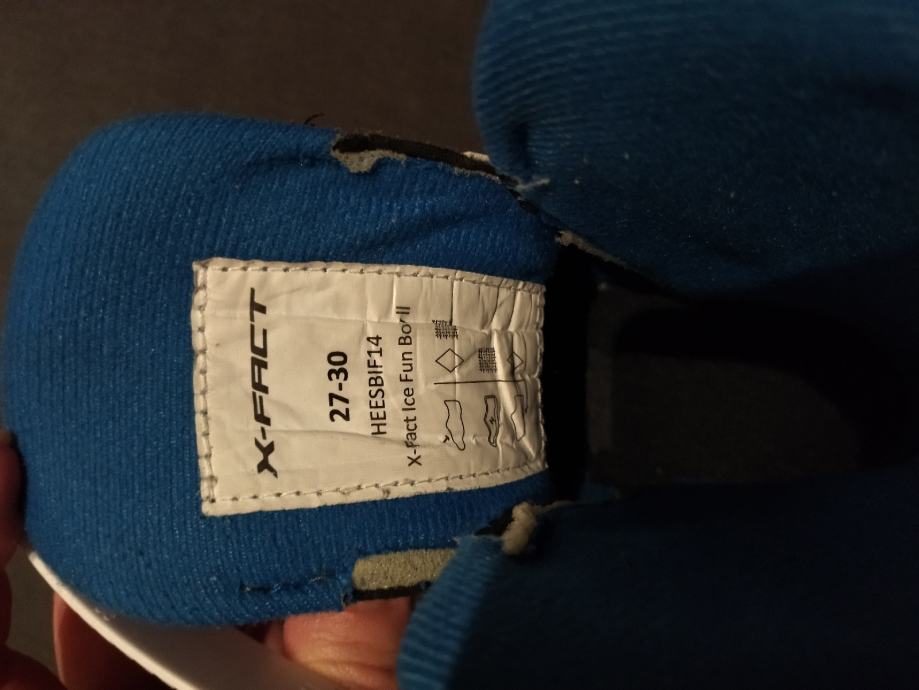 X-FACT
27-30
HEESBIF14
X-Fact Ice Fun Boy II